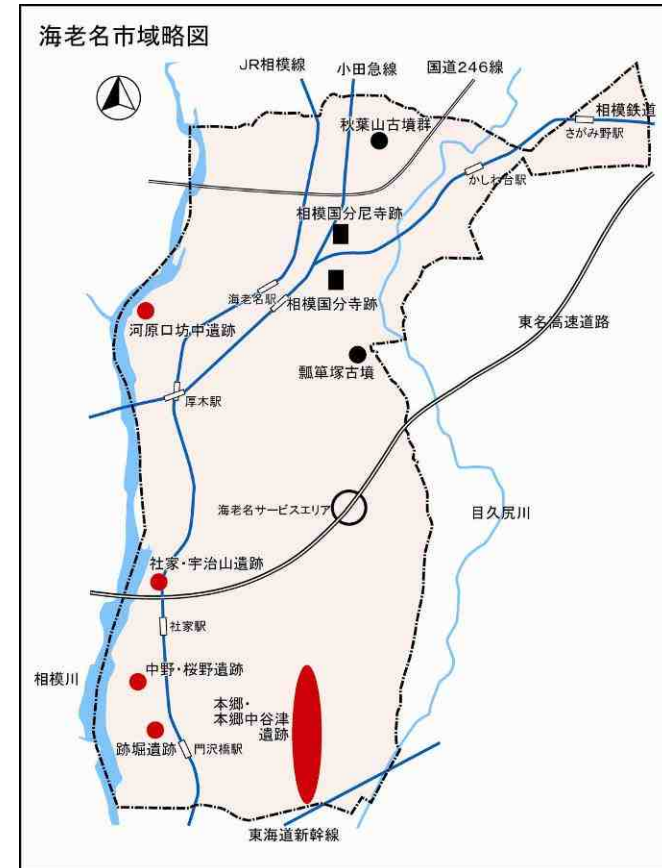 海老名市域略図
JR相模線
小田急線
国道246線
相模鉄道
さがみ野駅
秋葉山古墳群
かしわ台駅
相模国分尼寺跡
海老名駅
相模国分寺跡
河原口坊中遺跡
東名高速道路
瓢箪塚古墳
厚木駅
海老名サービスエリア
目久尻川
社家・宇治山遺跡
社家駅
相模川
中野・桜野遺跡
本郷・
本郷中谷津
遺跡
跡堀遺跡
門沢橋駅
東海道新幹線